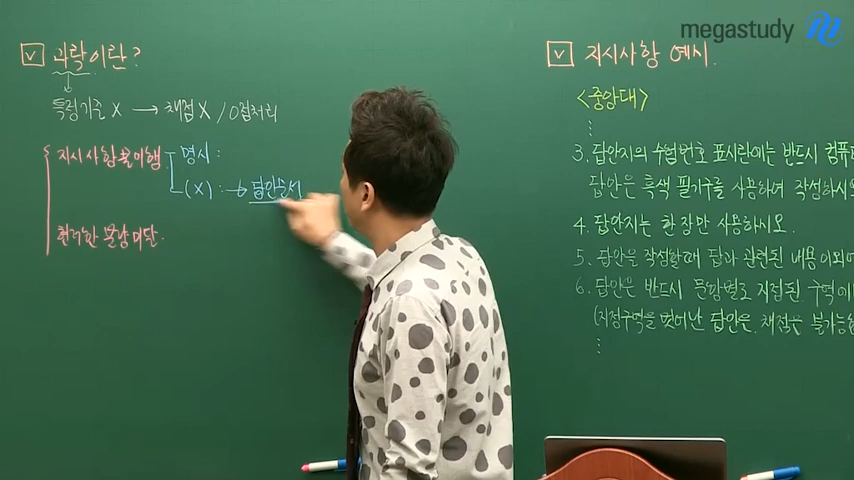 megastudy
v 과락이란?
특정기준 X → 채점 X / 0점처리
지시사항 불이행
명시 :
(X) : → 답안순서
현저한 분량미달.
v 지시사항 예시.
<중앙대>
⋮
3. 답안지의 수험번호 표시란에는 반드시 컴퓨
답안은 흑색 필기구를 사용하여 작성하시오
4. 답안지는 한 장만 사용하시오.
5. 답안을 작성할 때 답과 관련된 내용 이외에
6. 답안은 반드시 문항별로 지정된 구역에
(지정구역을 벗어난 답안은, 채점은 불가능
⋮